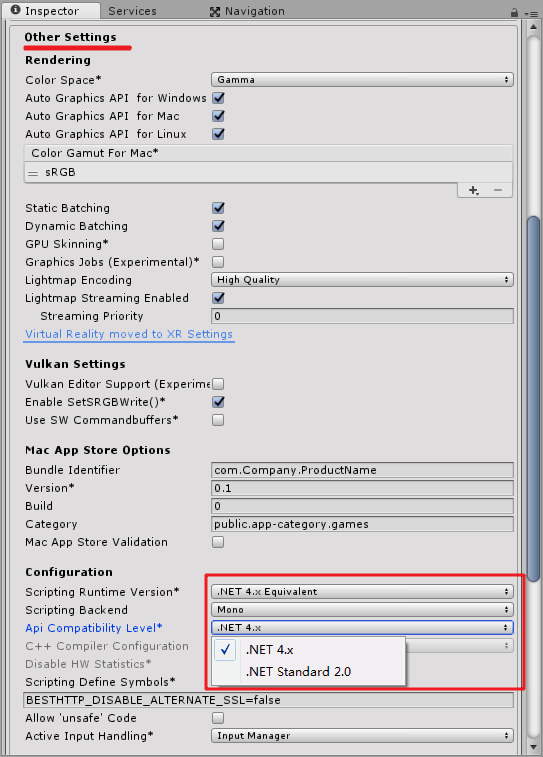 Inspector Services Navigation
Other Settings
Rendering
Color Space* Gamma
Auto Graphics API for Windows
Auto Graphics API for Mac
Auto Graphics API for Linux
Color Gamut For Mac*
sRGB
Static Batching
Dynamic Batching
GPU Skinning*
Graphics Jobs (Experimental)*
Lightmap Encoding High Quality
Lightmap Streaming Enabled
Streaming Priority 0
Virtual Reality moved to XR Settings
Vulkan Settings
Vulkan Editor Support (Experime
Enable SetSRGBWrite()*
Use SW Commandbuffers*
Mac App Store Options
Bundle Identifier com.Company.ProductName
Version* 0.1
Build 0
Category public.app-category.games
Mac App Store Validation
Configuration
Scripting Runtime Version* .NET 4.x Equivalent
Scripting Backend Mono
Api Compatibility Level* .NET 4.x
C++ Compiler Configuration
.NET 4.x
Disable HW Statistics*
.NET Standard 2.0
Scripting Define Symbols*
BESTHTTP_DISABLE_ALTERNATE_SSL=false
Allow 'unsafe' Code
Active Input Handling* Input Manager